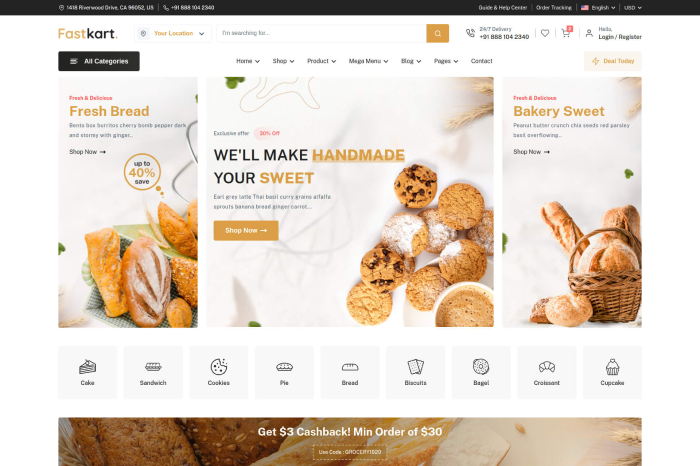 1418 Riverwood Drive, CA 96052, US
+91 888 104 2340
Guide & Help Center
Order Tracking
English
USD
Fastkart.
Your Location
I'm searching for...
24/7 Delivery
+91 888 104 2340
2
Hello,
Login / Register
All Categories
Home
Shop
Product
Mega Menu
Blog
Pages
Contact
Deal Today
Fresh & Delicious
Fresh Bread
Bento box burritos cherry bomb pepper dark
and stormy with ginger..
Shop Now
up to
40%
save
Exclusive offer
30% Off
WE'LL MAKE HANDMADE
YOUR SWEET
Earl grey latte Thai basil curry grains alfalfa
sprouts banana bread ginger carrot...
Shop Now
Fresh & Delicious
Bakery Sweet
Peanut butter crunch chia seeds red parsley
basil overflowing..
Shop Now
Cake
Sandwich
Cookies
Pie
Bread
Biscuits
Bagel
Croissant
Cupcake
Get $3 Cashback! Min Order of $30
Use Code : GROCERY1920